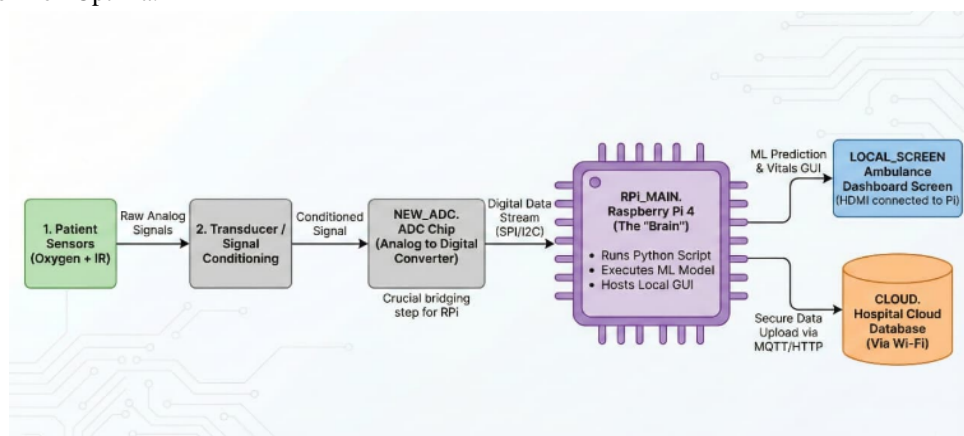 1. Patient
Sensors
(Oxygen + IR)
Raw Analog
Signals
2. Transducer /
Signal
Conditioning
Conditioned
Signal
NEW_ADC.
ADC Chip
(Analog to Digital
Converter)
Crucial bridging
step for RPi
Digital Data
Stream
(SPI/I2C)
RPi_MAIN.
Raspberry Pi 4
(The "Brain")
• Runs Python Script
• Executes ML Model
• Hosts Local GUI
ML Prediction
& Vitals GUI
LOCAL_SCREEN
Ambulance
Dashboard Screen
(HDMI connected to Pi)
Secure Data
Upload via
MQTT/HTTP
CLOUD.
Hospital Cloud
Database
(Via Wi-Fi)